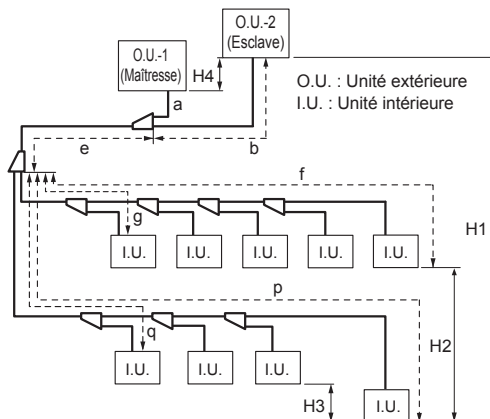 O.U.-2
(Esclave)
O.U.-1
(Maîtresse)
H4
O.U. : Unité extérieure
I.U. : Unité intérieure
a
e
b
f
g
H1
I.U.
I.U.
I.U.
I.U.
I.U.
p
q
H2
I.U.
I.U.
I.U.
H3
I.U.